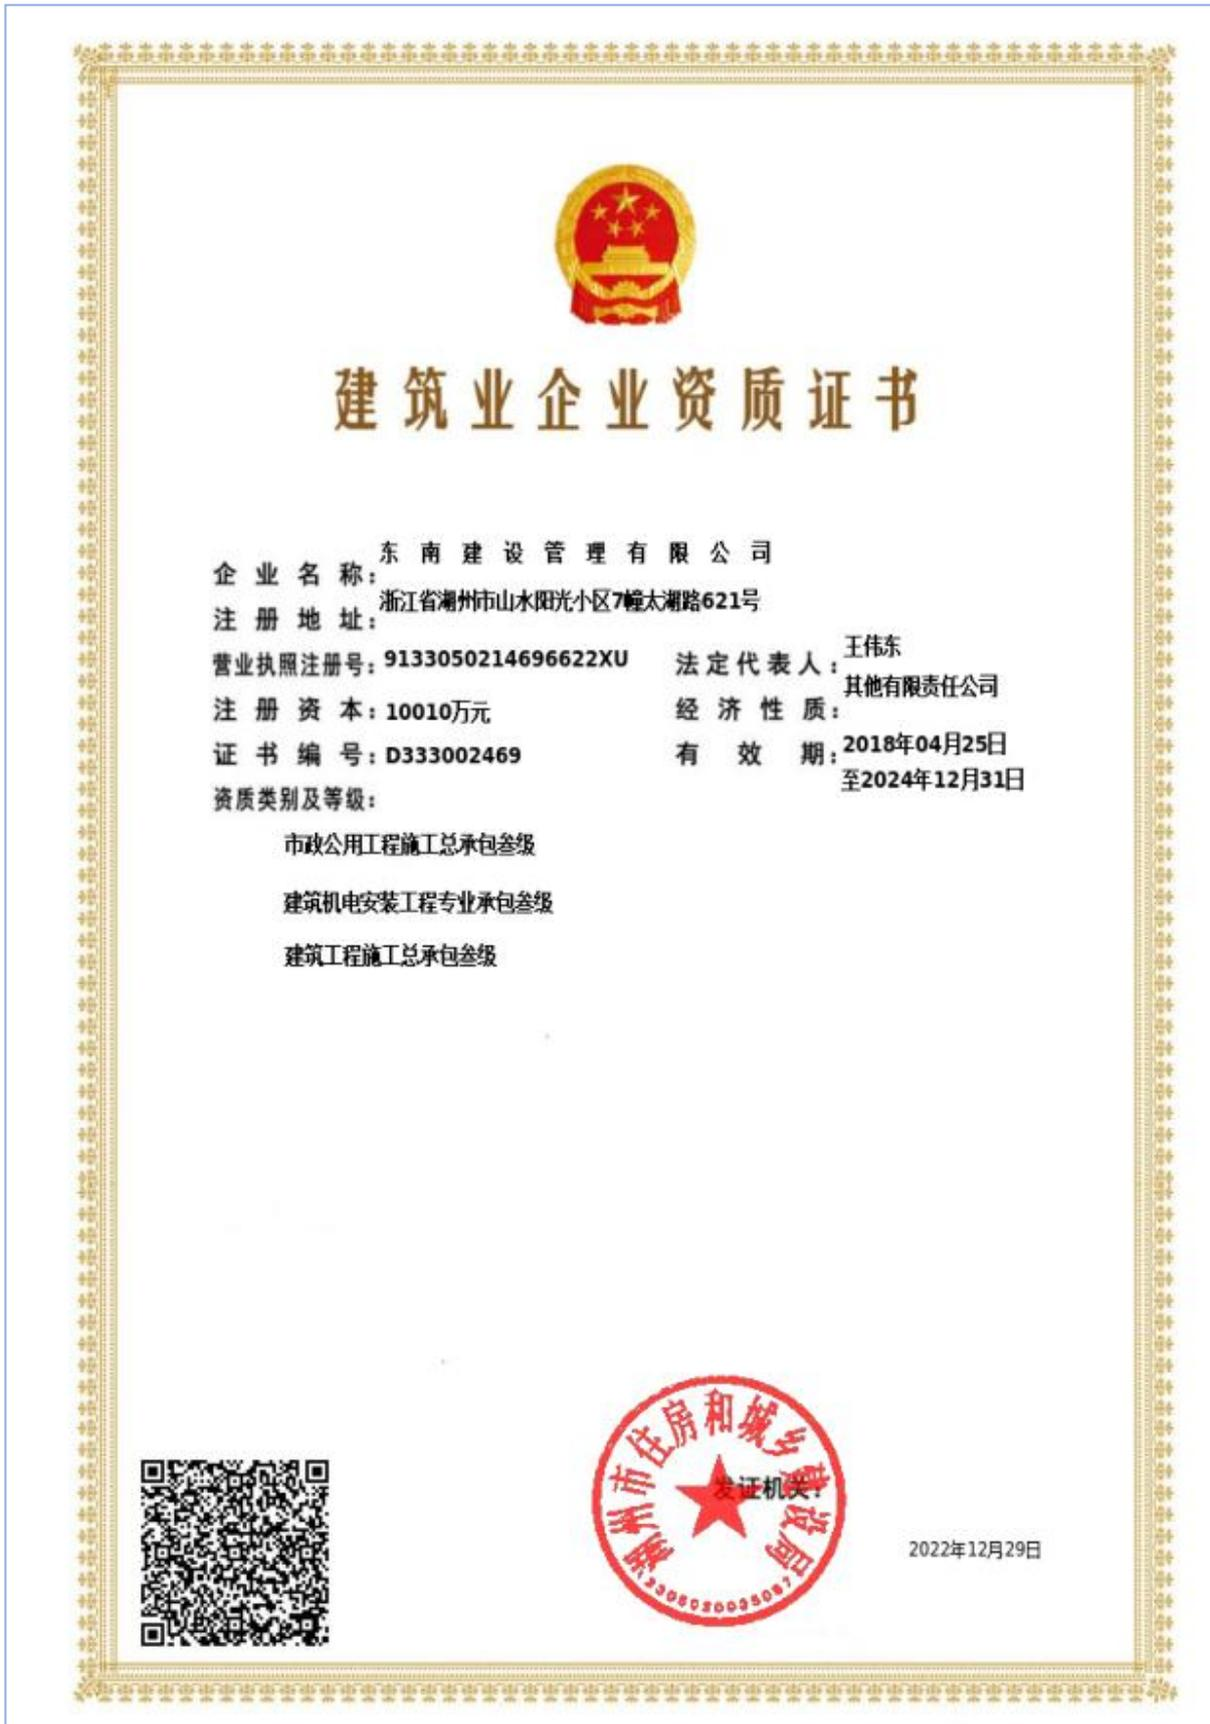 建筑业企业资质证书
企业名称：东南建设管理有限公司
注册地址：浙江省湖州市山水阳光小区7幢太湖路621号
营业执照注册号：9133050214696622XU
法定代表人：王伟东
注册资本：10010万元
经济性质：其他有限责任公司
证书编号：D333002469
有效期：2018年04月25日
至2024年12月31日
资质类别及等级：
市政公用工程施工总承包叁级
建筑机电安装工程专业承包叁级
建筑工程施工总承包叁级
湖州市住房和城乡建设局
发证机关：
2022年12月29日